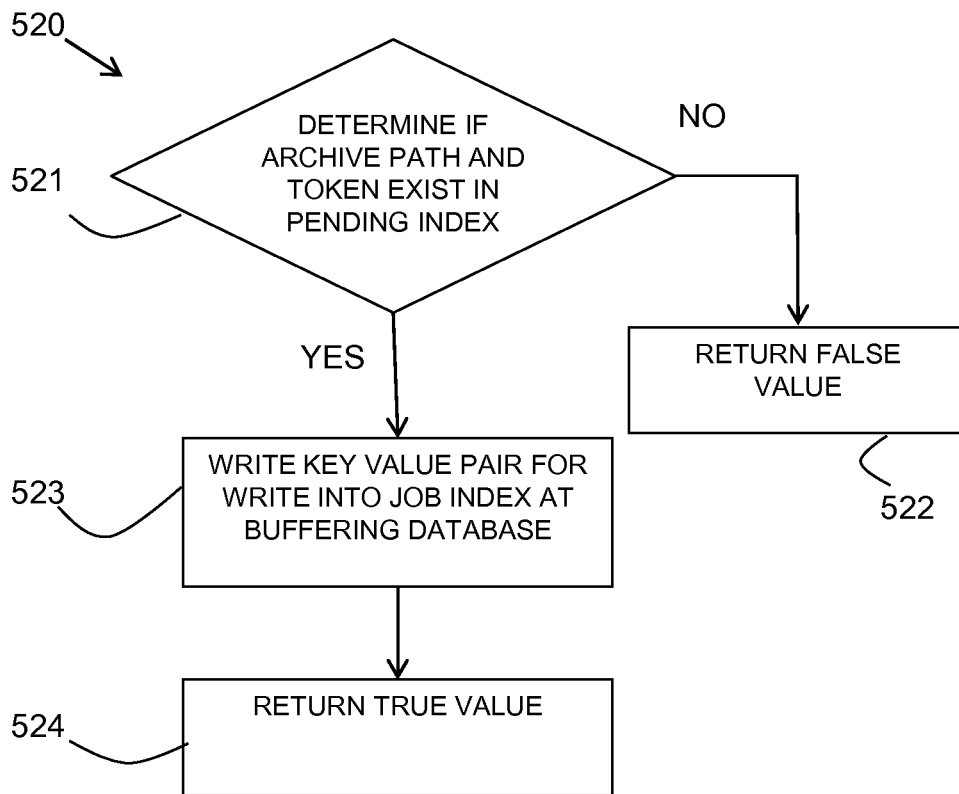 520
DETERMINE IF
ARCHIVE PATH AND
TOKEN EXIST IN
PENDING INDEX
NO
521
YES
RETURN FALSE
VALUE
522
WRITE KEY VALUE PAIR FOR
WRITE INTO JOB INDEX AT
BUFFERING DATABASE
523
RETURN TRUE VALUE
524